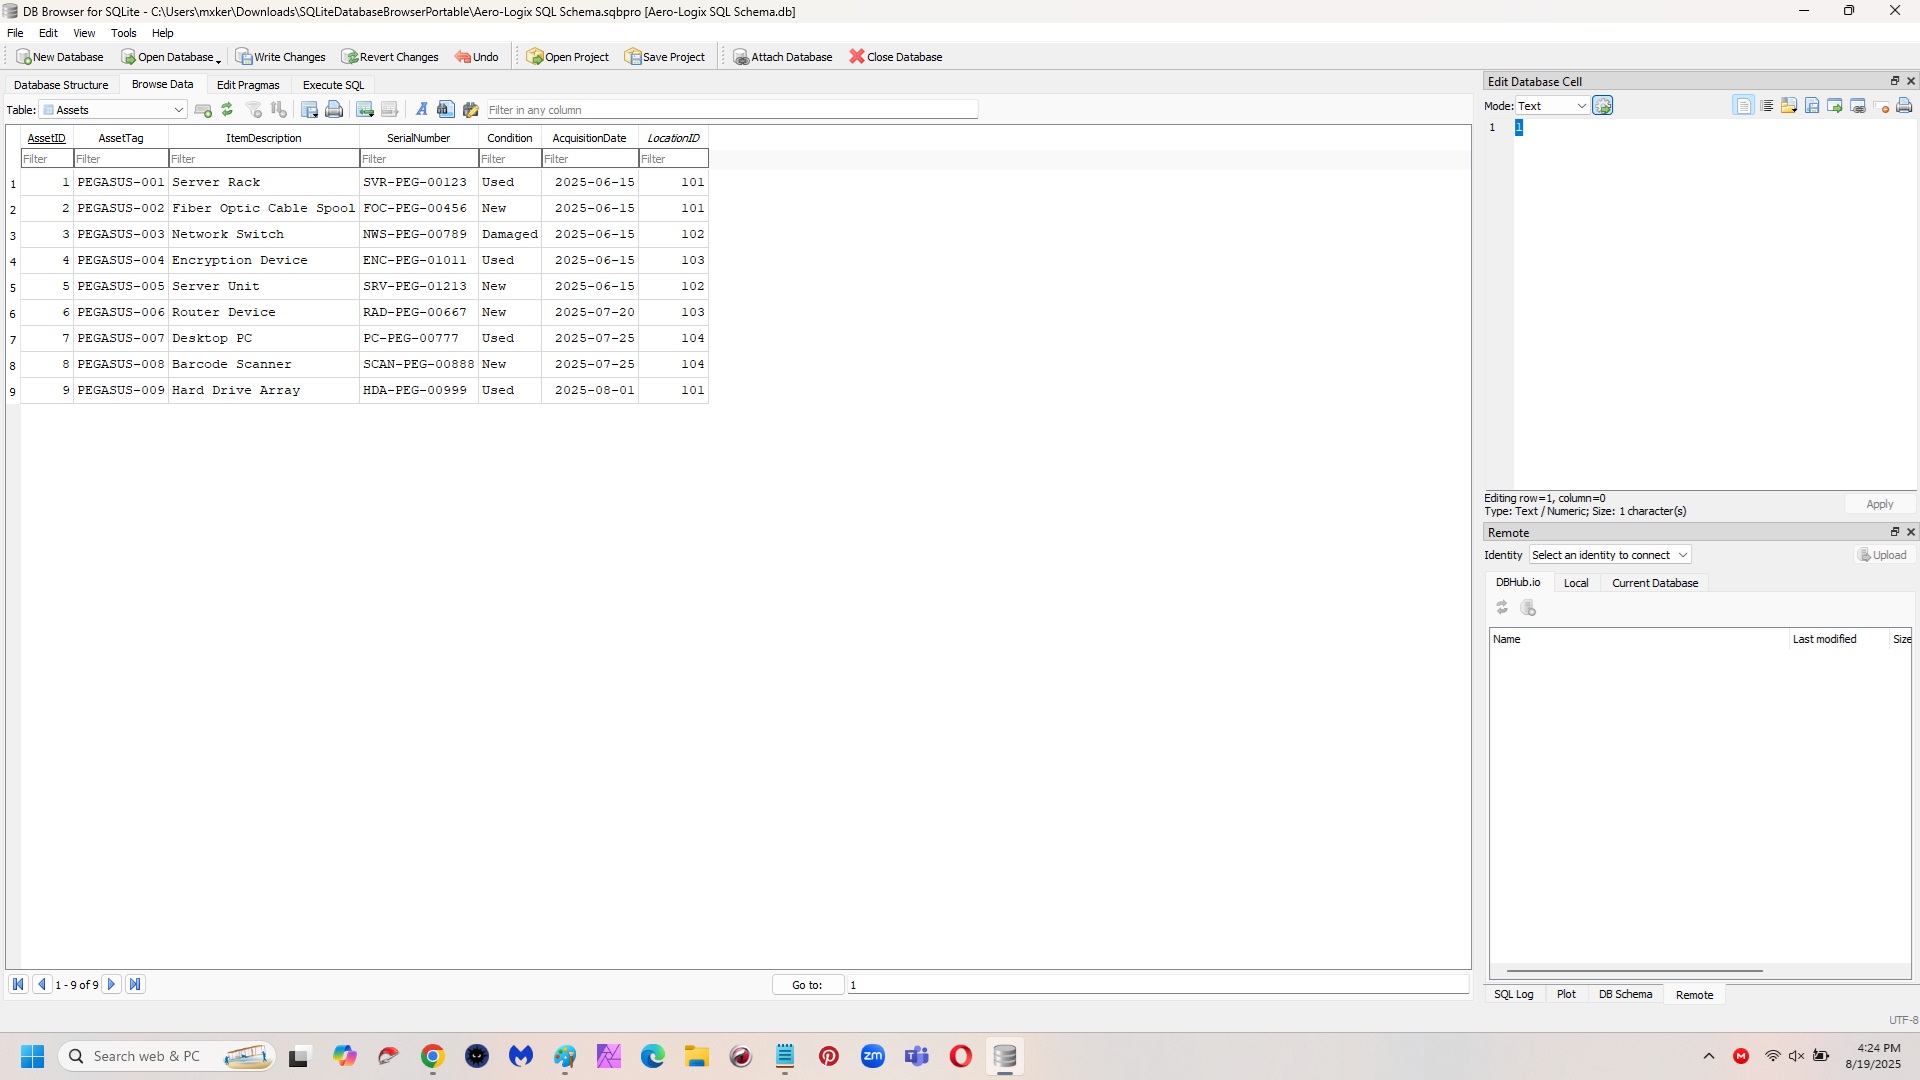 DB Browser for SQLite - C:\Users\mxker\Downloads\SQLiteDatabaseBrowserPortable\Aero-Logix SQL Schema.sqbpro [Aero-Logix SQL Schema.db]
File Edit View Tools Help
New Database Open Database Write Changes Revert Changes Undo Open Project Save Project Attach Database Close Database
Database Structure Browse Data Edit Pragmas Execute SQL
Table: Assets Filter in any column
AssetID AssetTag ItemDescription SerialNumber Condition AcquisitionDate LocationID
Filter Filter Filter Filter Filter Filter Filter
1 1 PEGASUS-001 Server Rack SVR-PEG-00123 Used 2025-06-15 101
2 2 PEGASUS-002 Fiber Optic Cable Spool FOC-PEG-00456 New 2025-06-15 101
3 3 PEGASUS-003 Network Switch NWS-PEG-00789 Damaged 2025-06-15 102
4 4 PEGASUS-004 Encryption Device ENC-PEG-01011 Used 2025-06-15 103
5 5 PEGASUS-005 Server Unit SRV-PEG-01213 New 2025-06-15 102
6 6 PEGASUS-006 Router Device RAD-PEG-00667 New 2025-07-20 103
7 7 PEGASUS-007 Desktop PC PC-PEG-00777 Used 2025-07-25 104
8 8 PEGASUS-008 Barcode Scanner SCAN-PEG-00888 New 2025-07-25 104
9 9 PEGASUS-009 Hard Drive Array HDA-PEG-00999 Used 2025-08-01 101
1 - 9 of 9 Go to: 1
Edit Database Cell
Mode: Text
1 1
Editing row=1, column=0
Type: Text / Numeric; Size: 1 character(s)
Apply
Remote
Identity Select an identity to connect Upload
DBHub.io Local Current Database
Name Last modified Size
SQL Log Plot DB Schema Remote
UTF-8
Search web & PC
zm
4:24 PM
8/19/2025